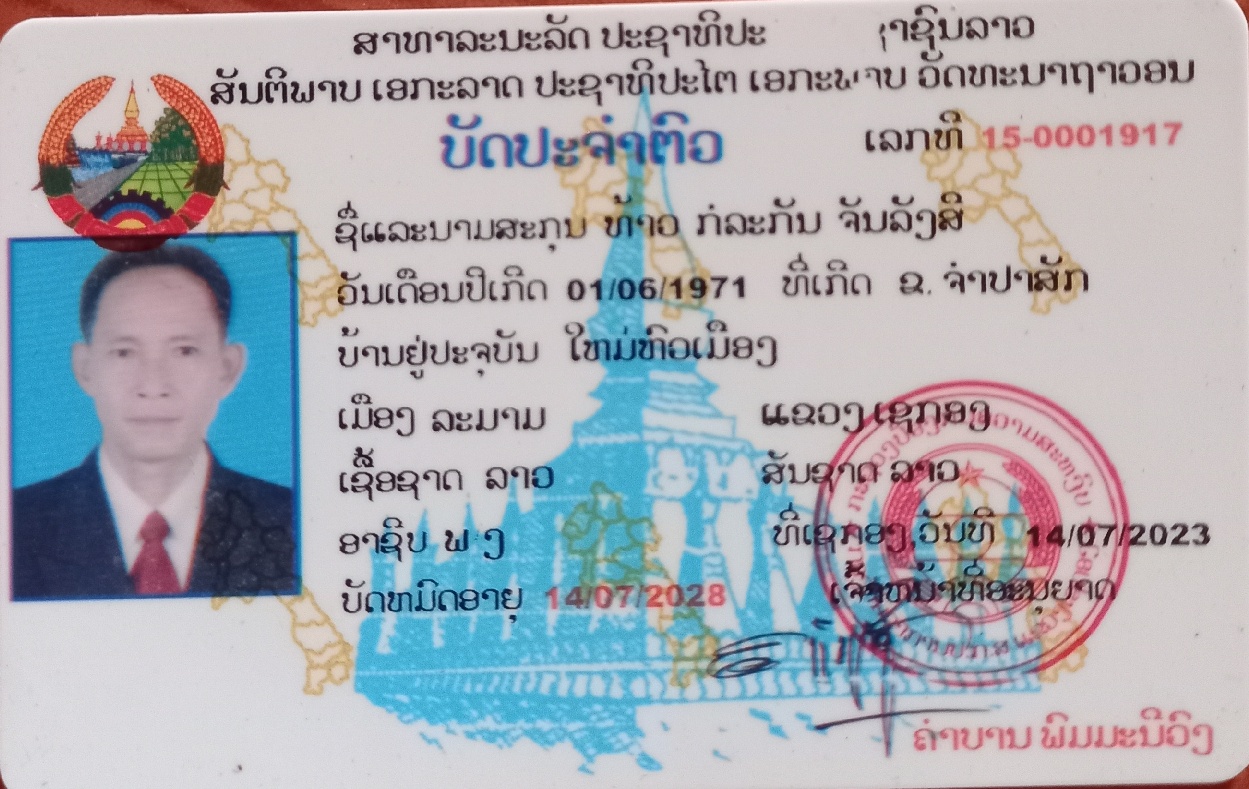 ສາທາລະນະລັດ ປະຊາທິປະ າຊົນລາວ
ສັນຕິພາບ ເອກະລາດ ປະຊາທິປະໄຕ ເອກະພາບ ວັດທະນາຖາວອນ
ບັດປະຈຳຕົວ
ເລກທີ 15-0001917
ຊື່ແລະນາມສະກຸນ ທ້າວ ກ່ລະກັນ ຈັນລັງສີ
ວັນເດືອນປີເກີດ 01/06/1971 ທີ່ເກີດ ຂ. ຈຳປາສັກ
ບ້ານຢູ່ປະຈຸບັນ ໃຫມ່ຫົວເມືອງ
ເມືອງ ລະມາມ ແຂວງ ເຊກອງ
ເຊື້ອຊາດ ລາວ ສັນຊາດ ລາວ
ອາຊີບ ພ ງ ທີ່ເຊກອງ ວັນທີ 14/07/2023
ບັດຫມົດອາຍຸ 14/07/2028 ເຈົ້າຫນ້າທີ່ອະນຸຍາດ
ຄຳບານ ພິມມະນີວົງ